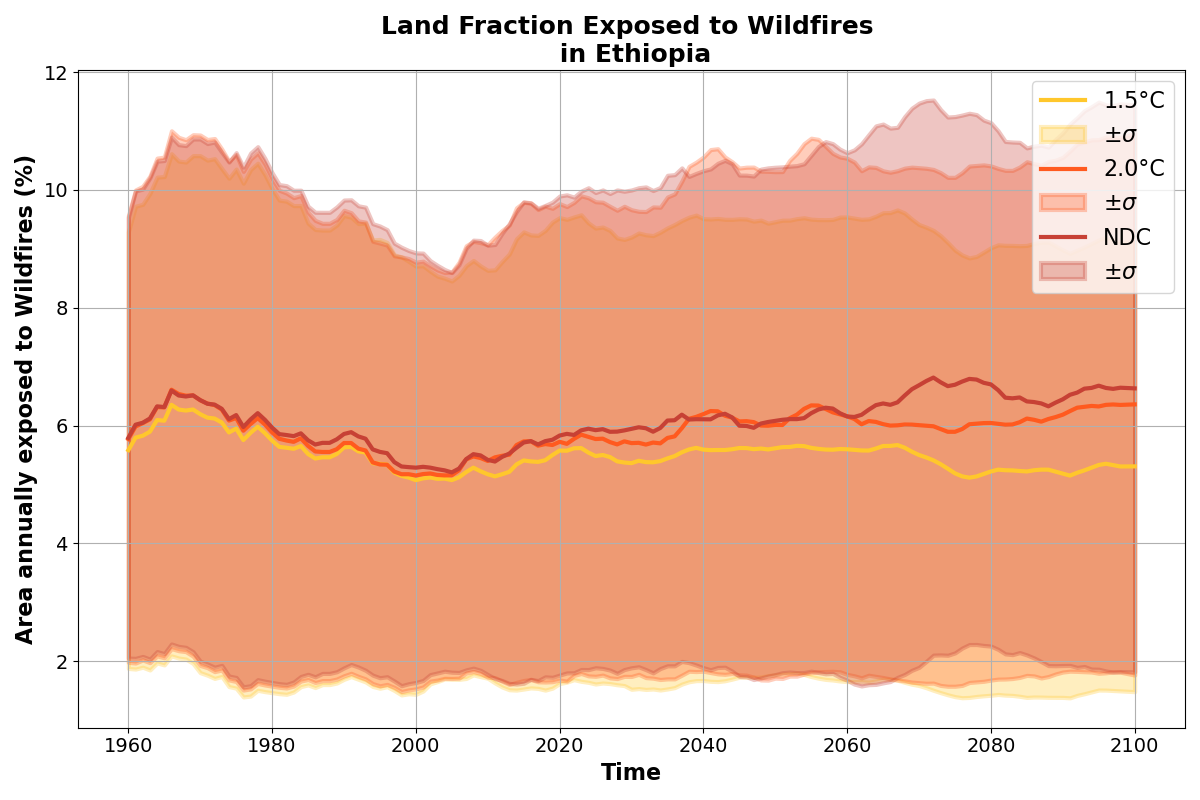 Land Fraction Exposed to Wildfires
in Ethiopia
Area annually exposed to Wildfires (%)
12
10
8
6
4
2
1.5°C
±σ
2.0°C
±σ
NDC
±σ
1960
1980
2000
2020
2040
2060
2080
2100
Time